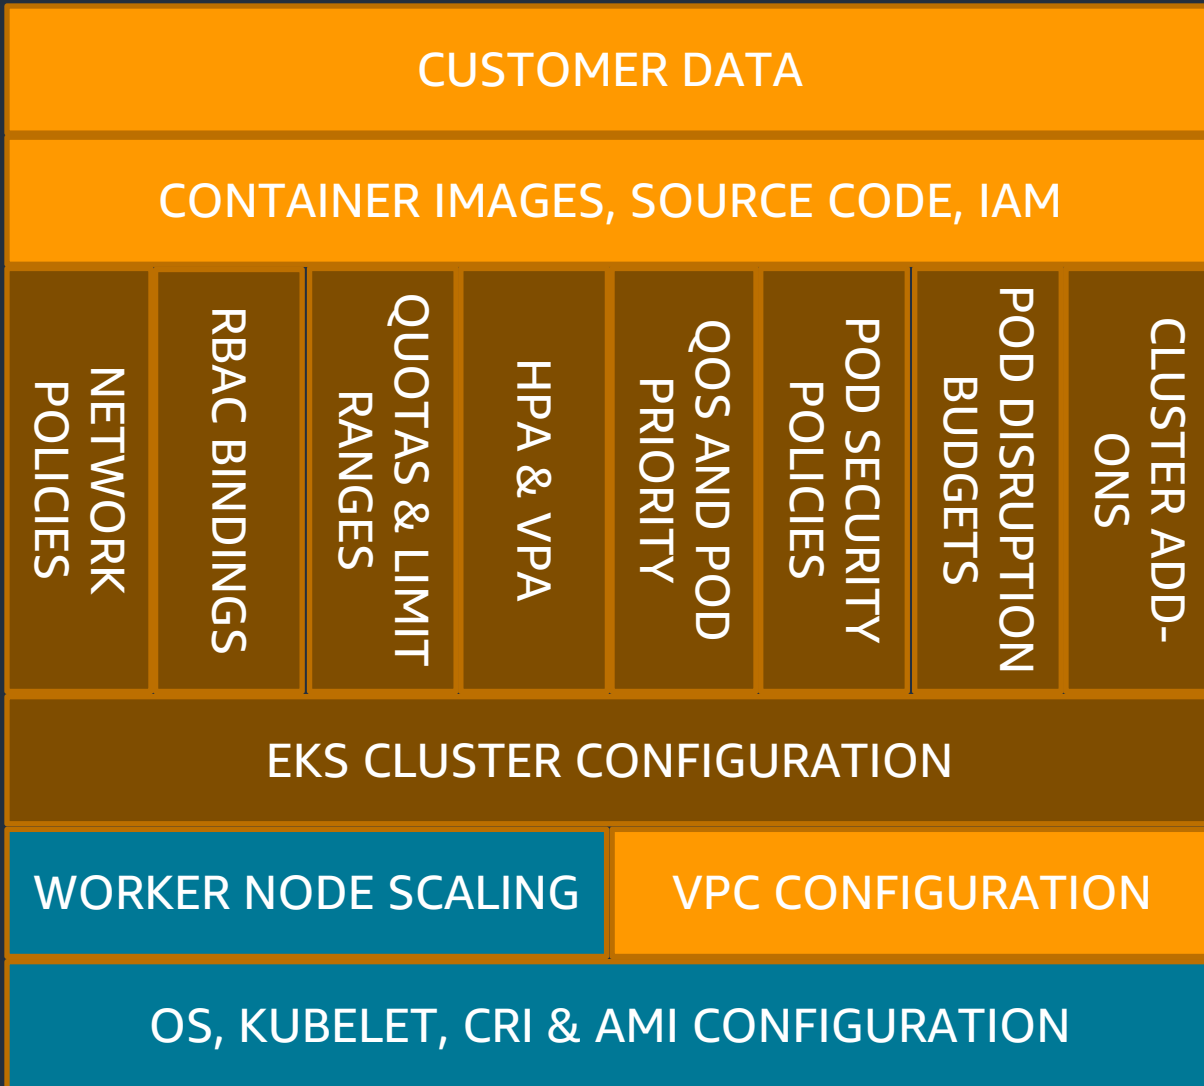 CUSTOMER DATA
CONTAINER IMAGES, SOURCE CODE, IAM
NETWORK
POLICIES
RBAC BINDINGS
QUOTAS & LIMIT
RANGES
HPA & VPA
QOS AND POD
PRIORITY
POD SECURITY
POLICIES
POD DISRUPTION
BUDGETS
CLUSTER ADD-
ONS
EKS CLUSTER CONFIGURATION
WORKER NODE SCALING
VPC CONFIGURATION
OS, KUBELET, CRI & AMI CONFIGURATION